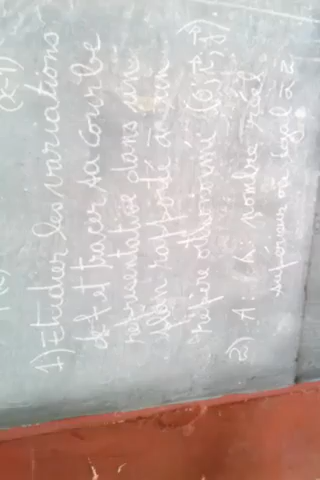 (x-1)
1) Etudier les variations
de f et tracer sa courbe
représentative dans un
plan rapporté à un
repère orthonormé (O, i, j).
2) A: nombre réel
supérieur ou égal à 2